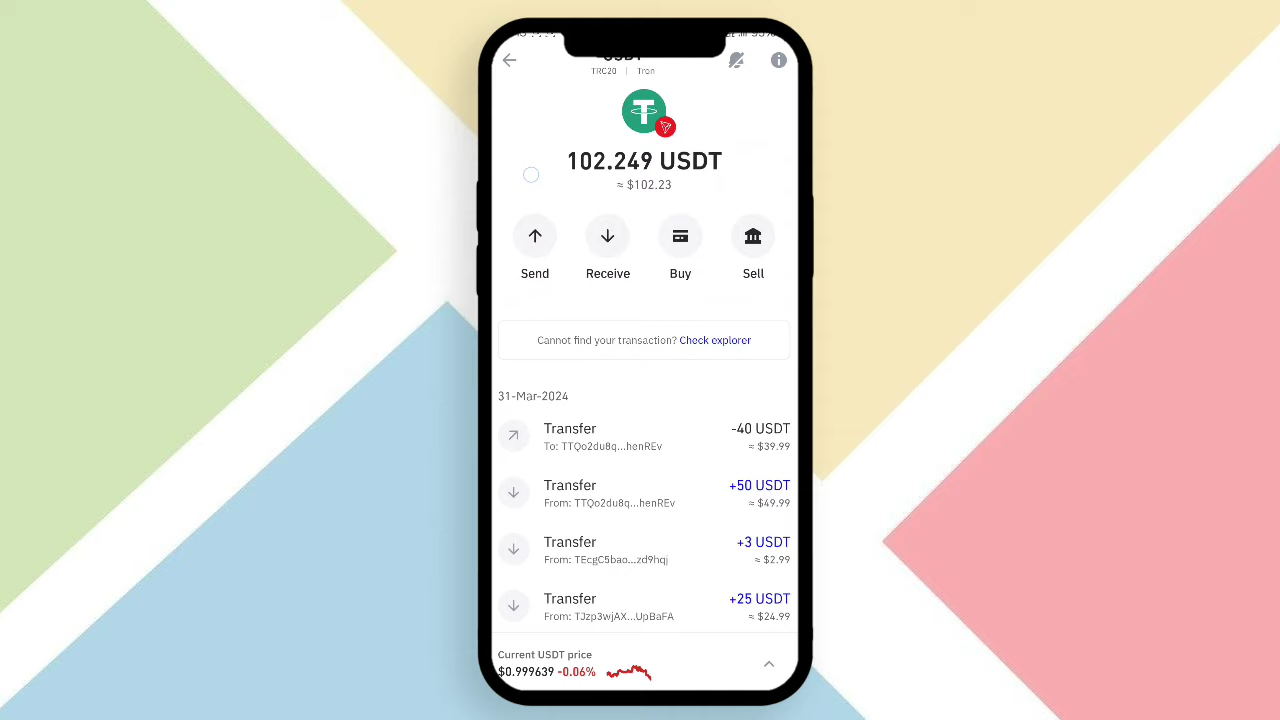 USDT
TRC20 | Tron
102.249 USDT
≈ $102.23
Send
Receive
Buy
Sell
Cannot find your transaction? Check explorer
31-Mar-2024
Transfer
-40 USDT
To: TTQo2du8q...henREv
≈ $39.99
Transfer
+50 USDT
From: TTQo2du8q...henREv
≈ $49.99
Transfer
+3 USDT
From: TEcgC5bao...zd9hqj
≈ $2.99
Transfer
+25 USDT
From: TJzp3wjAX...UpBaFA
≈ $24.99
Current USDT price
$0.999639 -0.06%